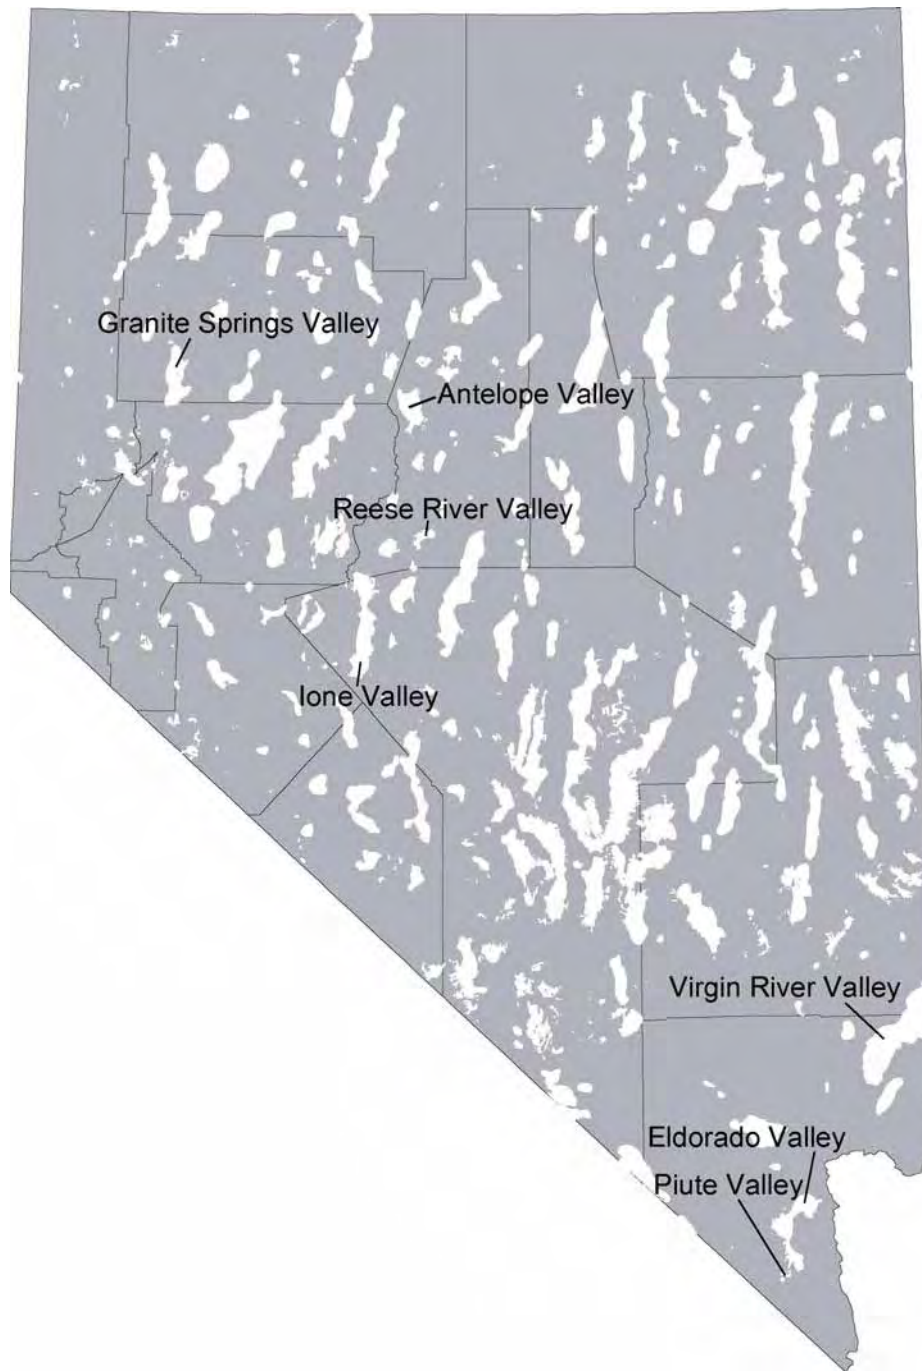 Granite Springs Valley
Antelope Valley
Reese River Valley
Ione Valley
Virgin River Valley
Eldorado Valley
Piute Valley